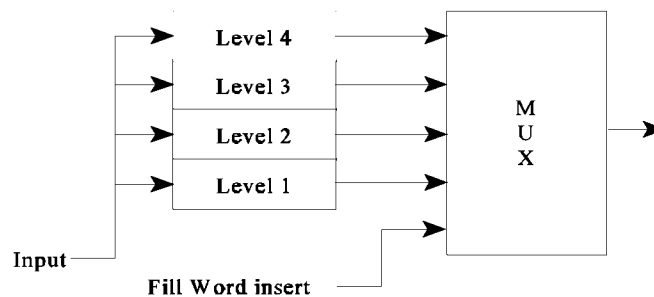 Level 4
Level 3
Level 2
Level 1
M
U
X
Input
Fill Word insert